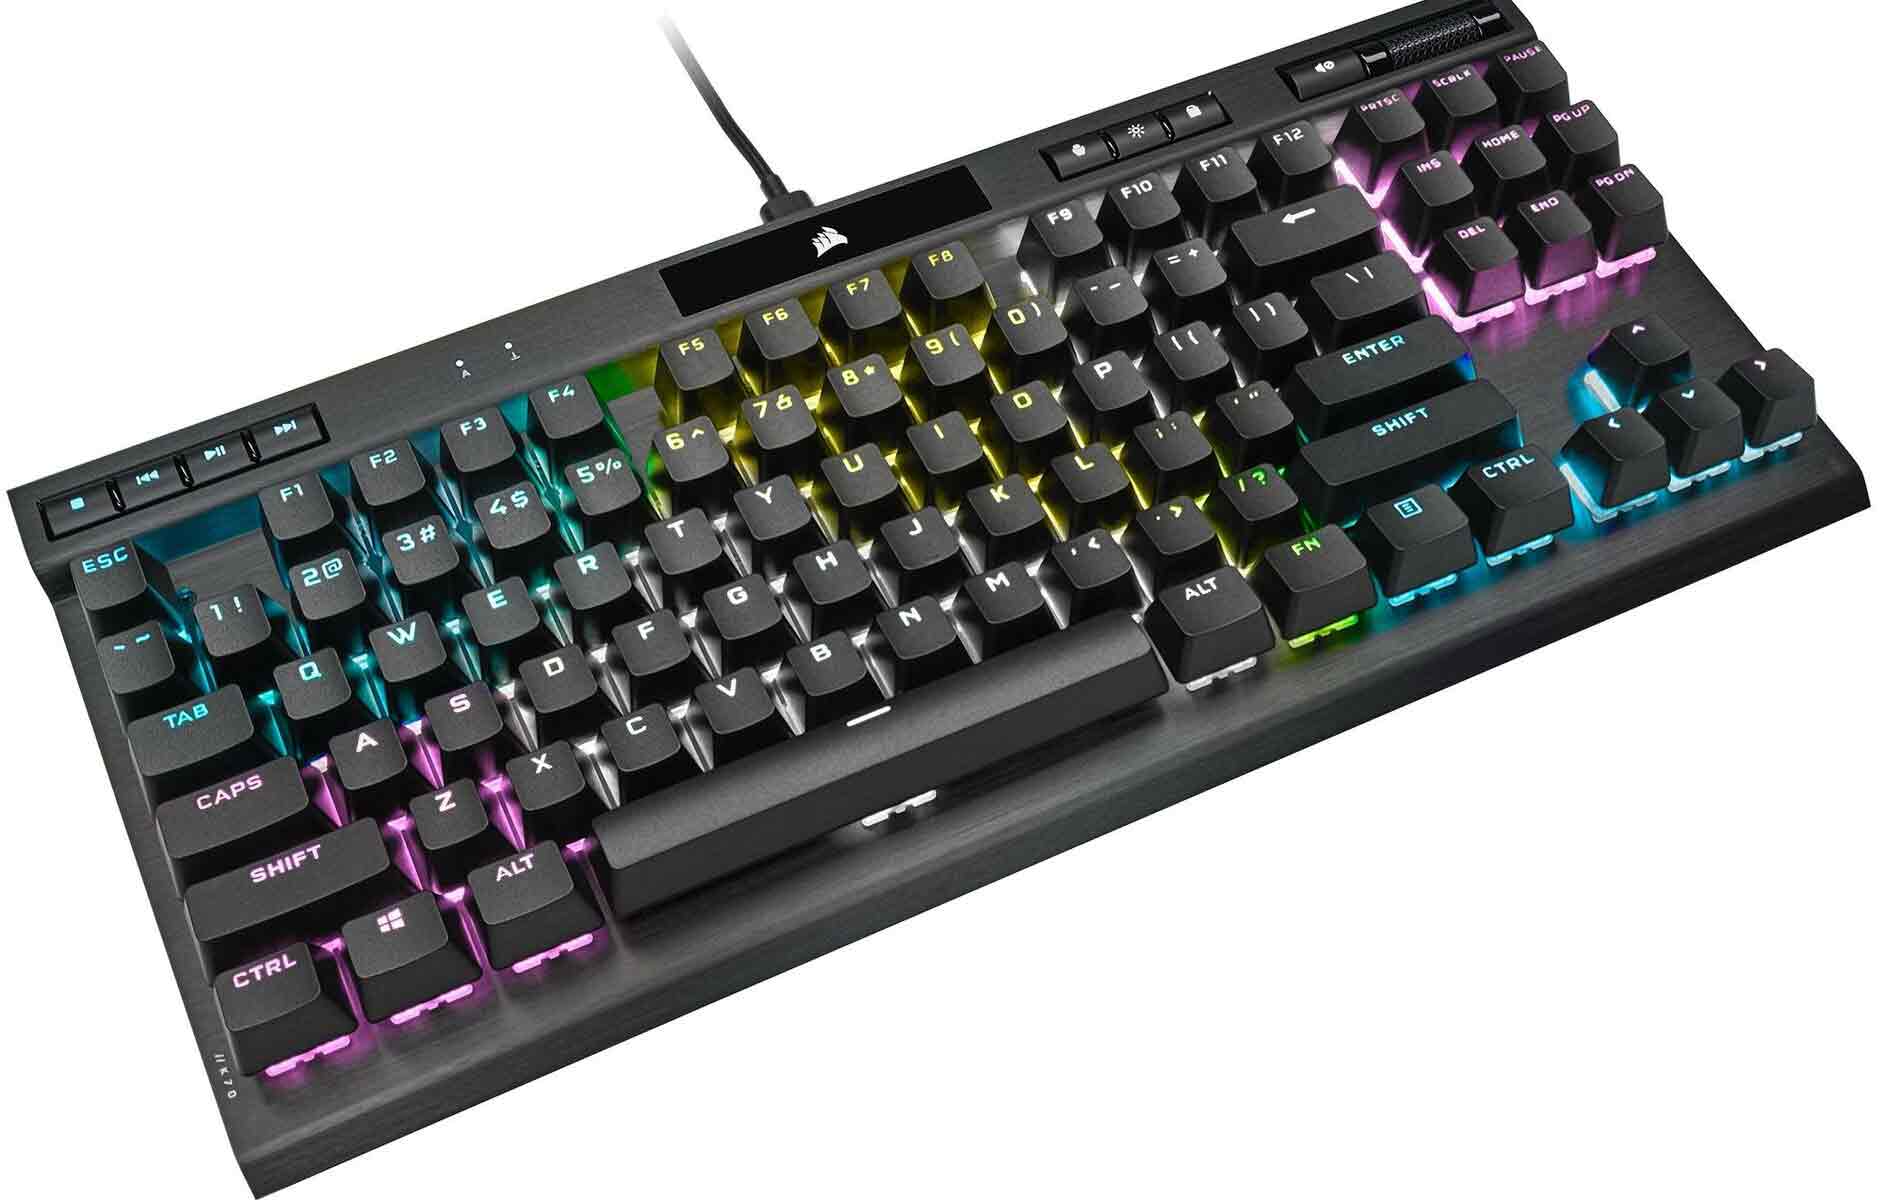 A
ESC F1 F2 F3 F4 F5 F6 F7 F8 F9 F10 F11 F12 PRTSC SCRLK PAUSE
` ~ 1 ! 2 @ 3 # 4 $ 5 % 6 ^ 7 & 8 * 9 ( 0 ) - _ = + INS HOME PG UP
TAB Q W E R T Y U I O P [ { ] } \ | DEL END PG DN
CAPS A S D F G H J K L ; : ' " ENTER
SHIFT Z X C V B N M , < . > / ? SHIFT
CTRL ALT ALT FN CTRL
//K70